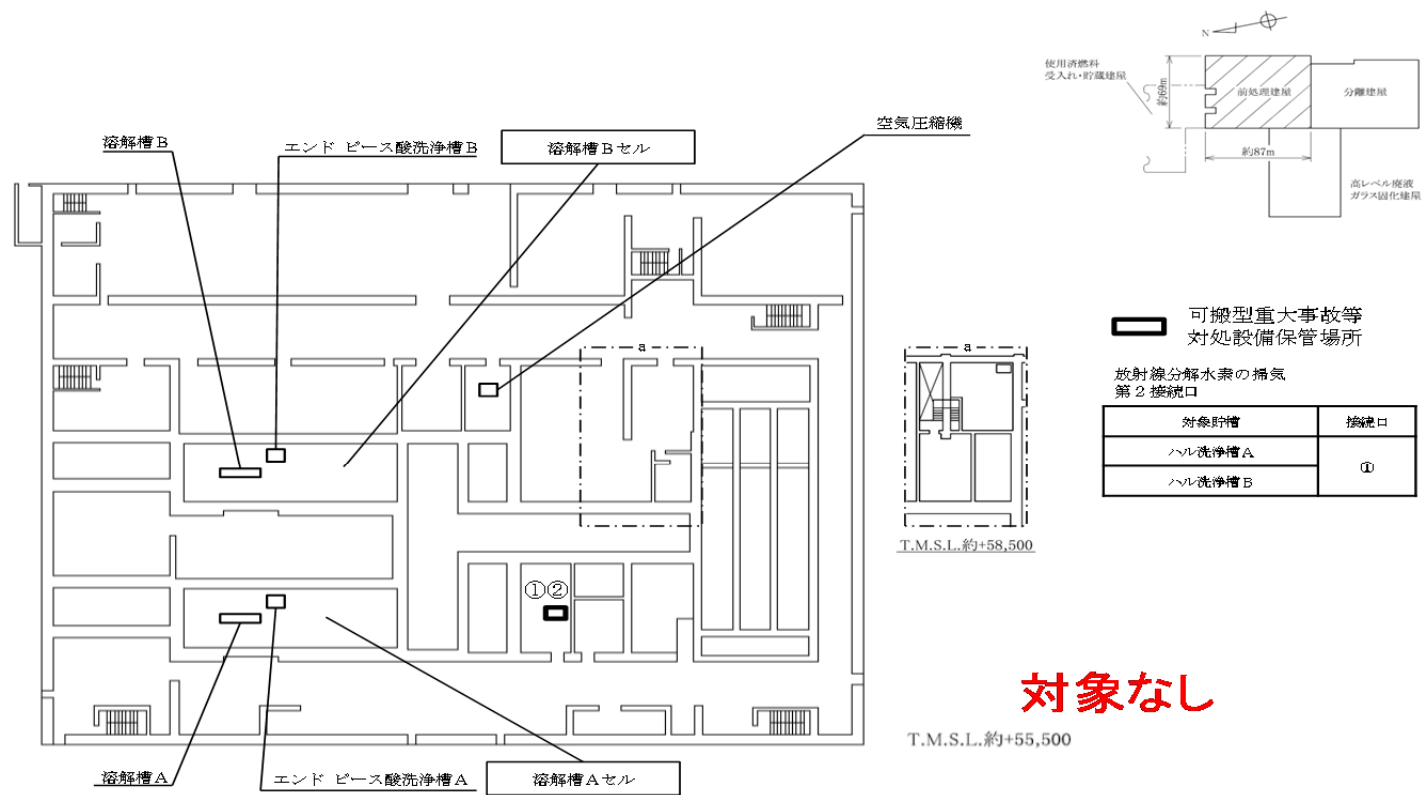 N
使用済燃料
受入れ・貯蔵建屋
約69m
前処理建屋
分離建屋
約87m
高レベル廃液
ガラス固化建屋
溶解槽B
エンド ピース酸洗浄槽B
溶解槽Bセル
空気圧縮機
a
a
T.M.S.L.約+58,500
可搬型重大事故等
対処設備保管場所
放射線分解水素の掃気
第2接続口
対象貯槽 接続口
ハル洗浄槽A ①
ハル洗浄槽B
①②
対象なし
T.M.S.L.約+55,500
溶解槽A
エンド ピース酸洗浄槽A
溶解槽Aセル